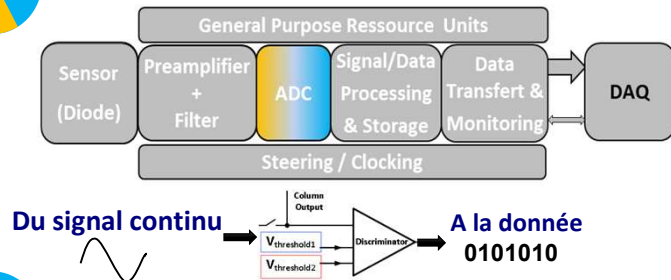 General Purpose Ressource Units
Sensor
(Diode)
Preamplifier
+
Filter
ADC
Signal/Data
Processing
& Storage
Data
Transfert &
Monitoring
DAQ
Steering / Clocking
Du signal continu
Column
Output
Vthreshold1
Vthreshold2
Discriminator
A la donnée
0101010